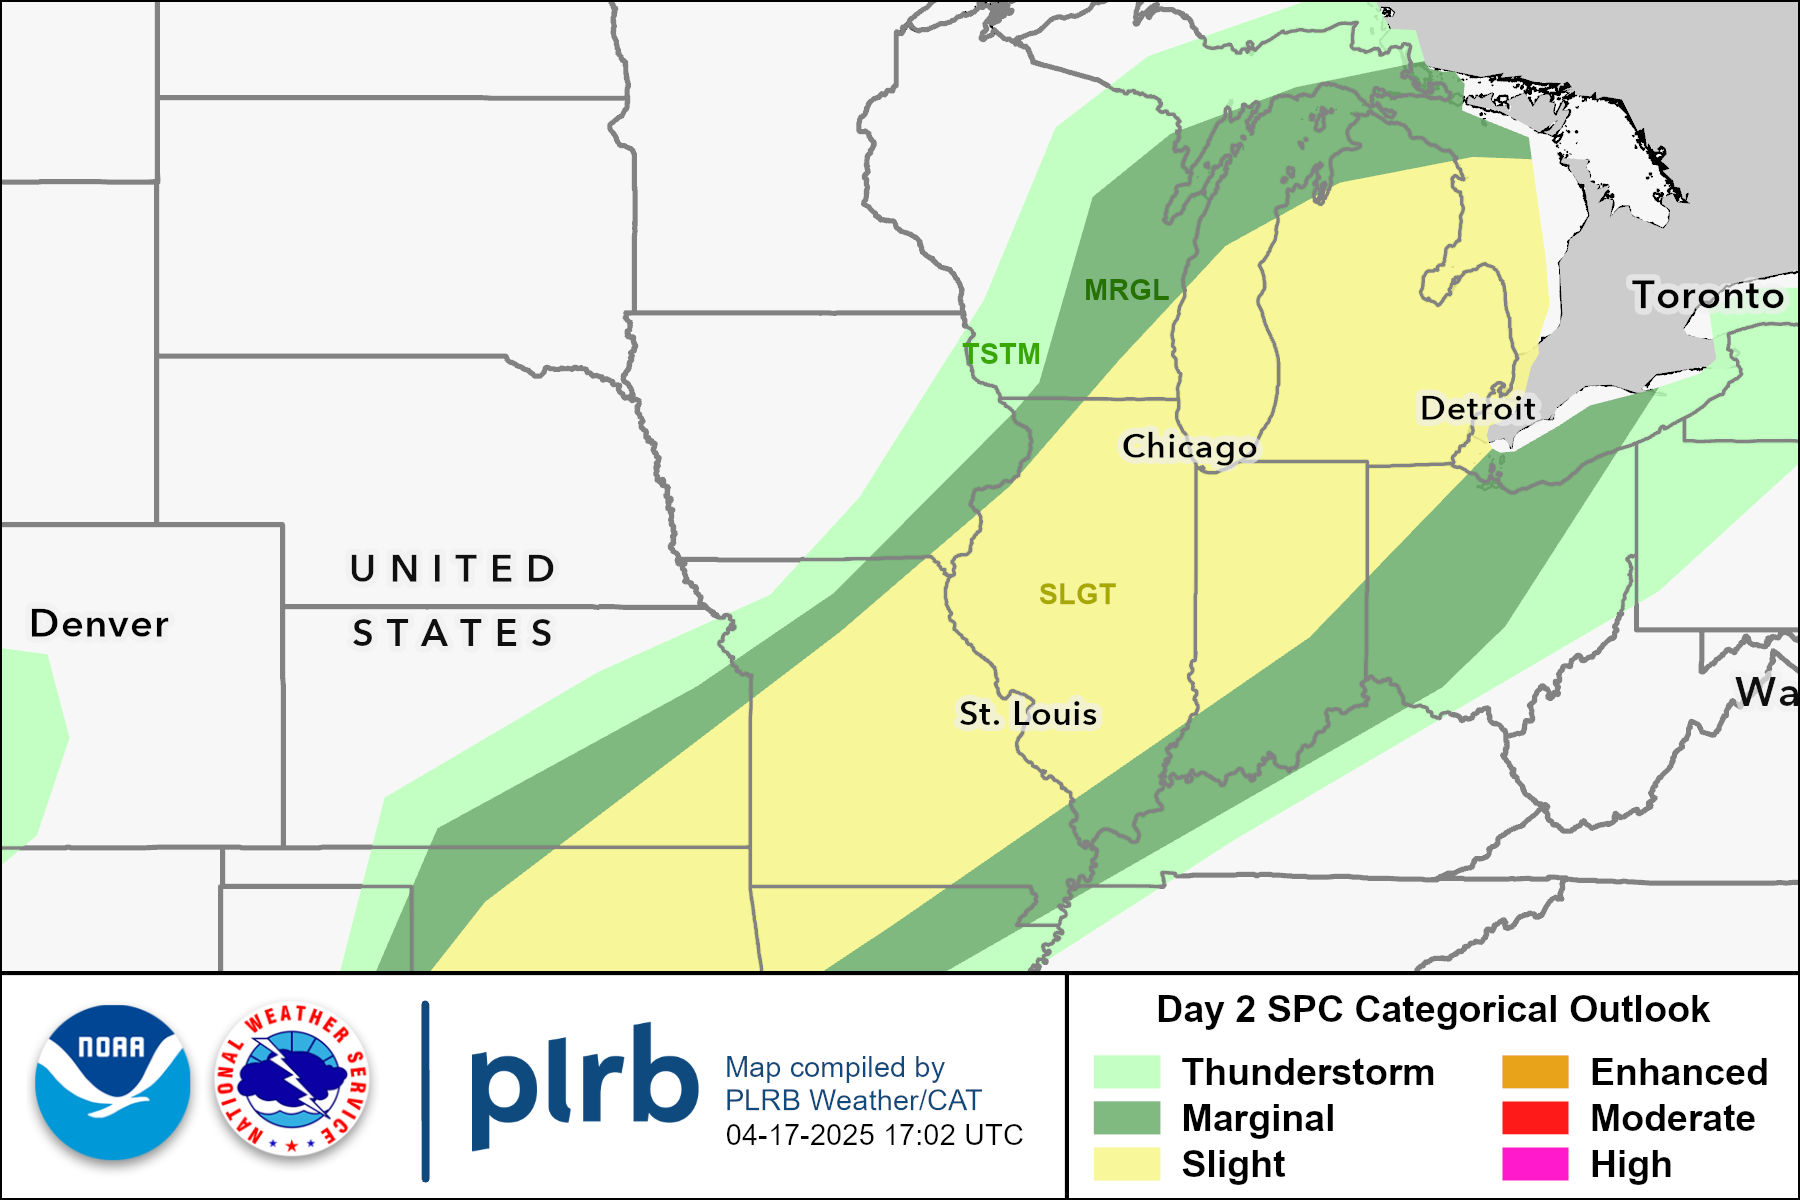 Toronto
MRGL
TSTM
Detroit
Chicago
UNITED
STATES
Denver
SLGT
St. Louis
Wa
NOAA
NATIONAL WEATHER SERVICE
plrb
Map compiled by
PLRB Weather/CAT
04-17-2025 17:02 UTC
Day 2 SPC Categorical Outlook
Thunderstorm
Marginal
Slight
Enhanced
Moderate
High